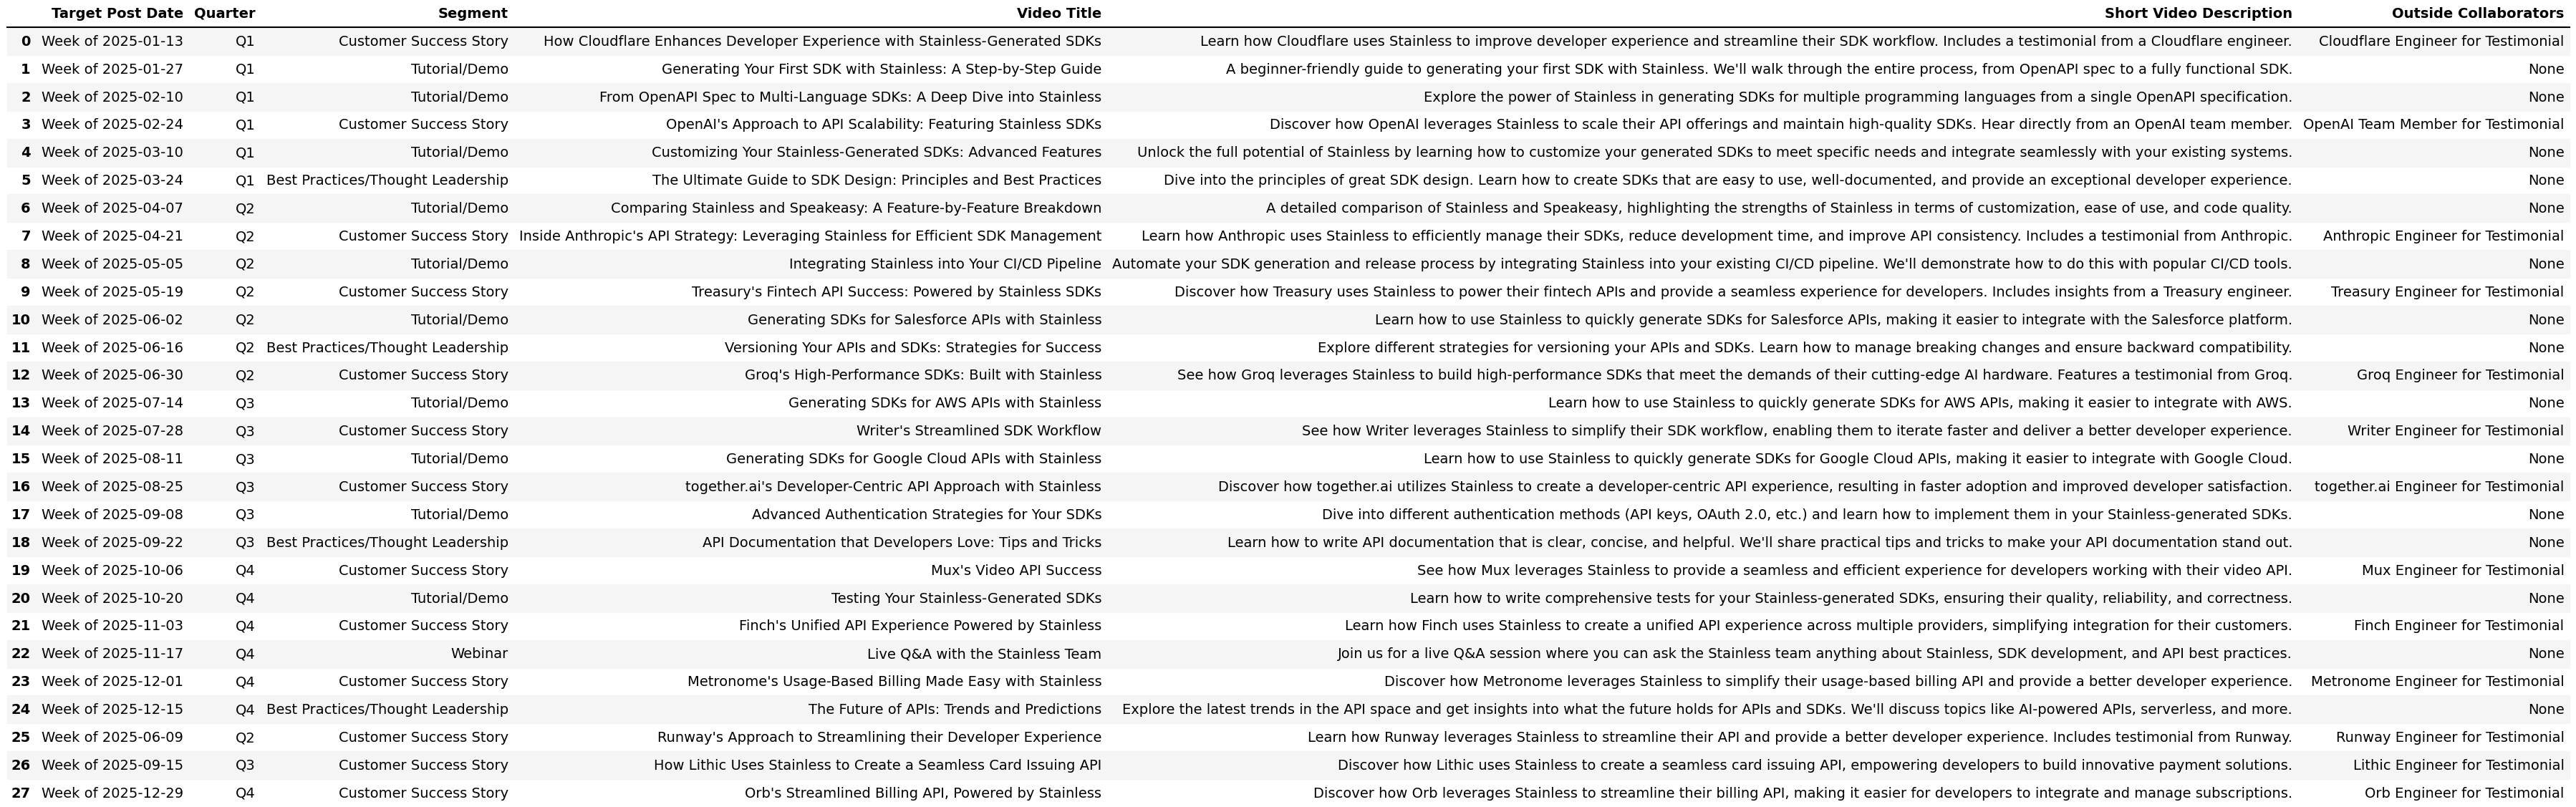 Target Post Date Quarter Segment Video Title Short Video Description Outside Collaborators
0 Week of 2025-01-13 Q1 Customer Success Story How Cloudflare Enhances Developer Experience with Stainless-Generated SDKs Learn how Cloudflare uses Stainless to improve developer experience and streamline their SDK workflow. Includes a testimonial from a Cloudflare engineer. Cloudflare Engineer for Testimonial
1 Week of 2025-01-27 Q1 Tutorial/Demo Generating Your First SDK with Stainless: A Step-by-Step Guide A beginner-friendly guide to generating your first SDK with Stainless. We'll walk through the entire process, from OpenAPI spec to a fully functional SDK. None
2 Week of 2025-02-10 Q1 Tutorial/Demo From OpenAPI Spec to Multi-Language SDKs: A Deep Dive into Stainless Explore the power of Stainless in generating SDKs for multiple programming languages from a single OpenAPI specification. None
3 Week of 2025-02-24 Q1 Customer Success Story OpenAI's Approach to API Scalability: Featuring Stainless SDKs Discover how OpenAI leverages Stainless to scale their API offerings and maintain high-quality SDKs. Hear directly from an OpenAI team member. OpenAI Team Member for Testimonial
4 Week of 2025-03-10 Q1 Tutorial/Demo Customizing Your Stainless-Generated SDKs: Advanced Features Unlock the full potential of Stainless by learning how to customize your generated SDKs to meet specific needs and integrate seamlessly with your existing systems. None
5 Week of 2025-03-24 Q1 Best Practices/Thought Leadership The Ultimate Guide to SDK Design: Principles and Best Practices Dive into the principles of great SDK design. Learn how to create SDKs that are easy to use, well-documented, and provide an exceptional developer experience. None
6 Week of 2025-04-07 Q2 Tutorial/Demo Comparing Stainless and Speakeasy: A Feature-by-Feature Breakdown A detailed comparison of Stainless and Speakeasy, highlighting the strengths of Stainless in terms of customization, ease of use, and code quality. None
7 Week of 2025-04-21 Q2 Customer Success Story Inside Anthropic's API Strategy: Leveraging Stainless for Efficient SDK Management Learn how Anthropic uses Stainless to efficiently manage their SDKs, reduce development time, and improve API consistency. Includes a testimonial from Anthropic. Anthropic Engineer for Testimonial
8 Week of 2025-05-05 Q2 Tutorial/Demo Integrating Stainless into Your CI/CD Pipeline Automate your SDK generation and release process by integrating Stainless into your existing CI/CD pipeline. We'll demonstrate how to do this with popular CI/CD tools. None
9 Week of 2025-05-19 Q2 Customer Success Story Treasury's Fintech API Success: Powered by Stainless SDKs Discover how Treasury uses Stainless to power their fintech APIs and provide a seamless experience for developers. Includes insights from a Treasury engineer. Treasury Engineer for Testimonial
10 Week of 2025-06-02 Q2 Tutorial/Demo Generating SDKs for Salesforce APIs with Stainless Learn how to use Stainless to quickly generate SDKs for Salesforce APIs, making it easier to integrate with the Salesforce platform. None
11 Week of 2025-06-16 Q2 Best Practices/Thought Leadership Versioning Your APIs and SDKs: Strategies for Success Explore different strategies for versioning your APIs and SDKs. Learn how to manage breaking changes and ensure backward compatibility. None
12 Week of 2025-06-30 Q2 Customer Success Story Groq's High-Performance SDKs: Built with Stainless See how Groq leverages Stainless to build high-performance SDKs that meet the demands of their cutting-edge AI hardware. Features a testimonial from Groq. Groq Engineer for Testimonial
13 Week of 2025-07-14 Q3 Tutorial/Demo Generating SDKs for AWS APIs with Stainless Learn how to use Stainless to quickly generate SDKs for AWS APIs, making it easier to integrate with AWS. None
14 Week of 2025-07-28 Q3 Customer Success Story Writer's Streamlined SDK Workflow See how Writer leverages Stainless to simplify their SDK workflow, enabling them to iterate faster and deliver a better developer experience. Writer Engineer for Testimonial
15 Week of 2025-08-11 Q3 Tutorial/Demo Generating SDKs for Google Cloud APIs with Stainless Learn how to use Stainless to quickly generate SDKs for Google Cloud APIs, making it easier to integrate with Google Cloud. None
16 Week of 2025-08-25 Q3 Customer Success Story together.ai's Developer-Centric API Approach with Stainless Discover how together.ai utilizes Stainless to create a developer-centric API experience, resulting in faster adoption and improved developer satisfaction. together.ai Engineer for Testimonial
17 Week of 2025-09-08 Q3 Tutorial/Demo Advanced Authentication Strategies for Your SDKs Dive into different authentication methods (API keys, OAuth 2.0, etc.) and learn how to implement them in your Stainless-generated SDKs. None
18 Week of 2025-09-22 Q3 Best Practices/Thought Leadership API Documentation that Developers Love: Tips and Tricks Learn how to write API documentation that is clear, concise, and helpful. We'll share practical tips and tricks to make your API documentation stand out. None
19 Week of 2025-10-06 Q4 Customer Success Story Mux's Video API Success See how Mux leverages Stainless to provide a seamless and efficient experience for developers working with their video API. Mux Engineer for Testimonial
20 Week of 2025-10-20 Q4 Tutorial/Demo Testing Your Stainless-Generated SDKs Learn how to write comprehensive tests for your Stainless-generated SDKs, ensuring their quality, reliability, and correctness. None
21 Week of 2025-11-03 Q4 Customer Success Story Finch's Unified API Experience Powered by Stainless Learn how Finch uses Stainless to create a unified API experience across multiple providers, simplifying integration for their customers. Finch Engineer for Testimonial
22 Week of 2025-11-17 Q4 Webinar Live Q&A with the Stainless Team Join us for a live Q&A session where you can ask the Stainless team anything about Stainless, SDK development, and API best practices. None
23 Week of 2025-12-01 Q4 Customer Success Story Metronome's Usage-Based Billing Made Easy with Stainless Discover how Metronome leverages Stainless to simplify their usage-based billing API and provide a better developer experience. Metronome Engineer for Testimonial
24 Week of 2025-12-15 Q4 Best Practices/Thought Leadership The Future of APIs: Trends and Predictions Explore the latest trends in the API space and get insights into what the future holds for APIs and SDKs. We'll discuss topics like AI-powered APIs, serverless, and more. None
25 Week of 2025-06-09 Q2 Customer Success Story Runway's Approach to Streamlining their Developer Experience Learn how Runway leverages Stainless to streamline their API and provide a better developer experience. Includes testimonial from Runway. Runway Engineer for Testimonial
26 Week of 2025-09-15 Q3 Customer Success Story How Lithic Uses Stainless to Create a Seamless Card Issuing API Discover how Lithic uses Stainless to create a seamless card issuing API, empowering developers to build innovative payment solutions. Lithic Engineer for Testimonial
27 Week of 2025-12-29 Q4 Customer Success Story Orb's Streamlined Billing API, Powered by Stainless Discover how Orb leverages Stainless to streamline their billing API, making it easier for developers to integrate and manage subscriptions. Orb Engineer for Testimonial